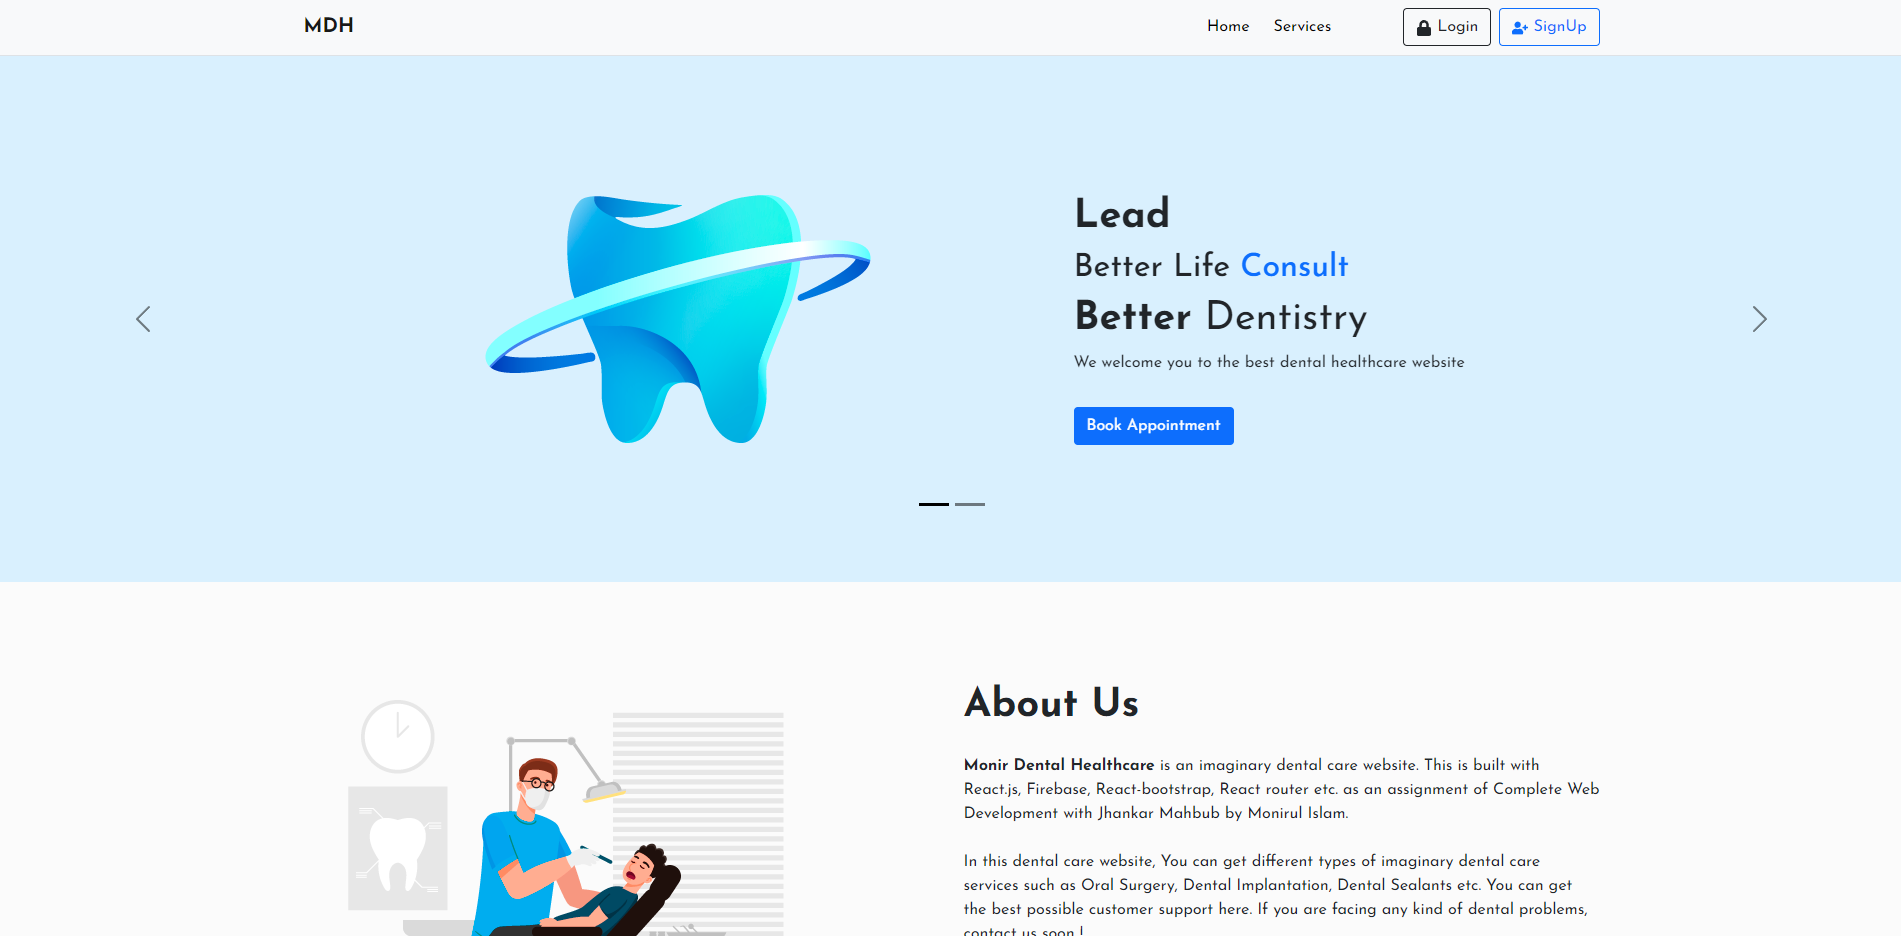 MDH
Home
Services
Login
SignUp
Lead
Better Life Consult
Better Dentistry
We welcome you to the best dental healthcare website
Book Appointment
About Us
Monir Dental Healthcare is an imaginary dental care website. This is built with
React.js, Firebase, React-bootstrap, React router etc. as an assignment of Complete Web
Development with Jhankar Mahbub by Monirul Islam.
In this dental care website, You can get different types of imaginary dental care
services such as Oral Surgery, Dental Implantation, Dental Sealants etc. You can get
the best possible customer support here. If you are facing any kind of dental problems,
contact us soon !